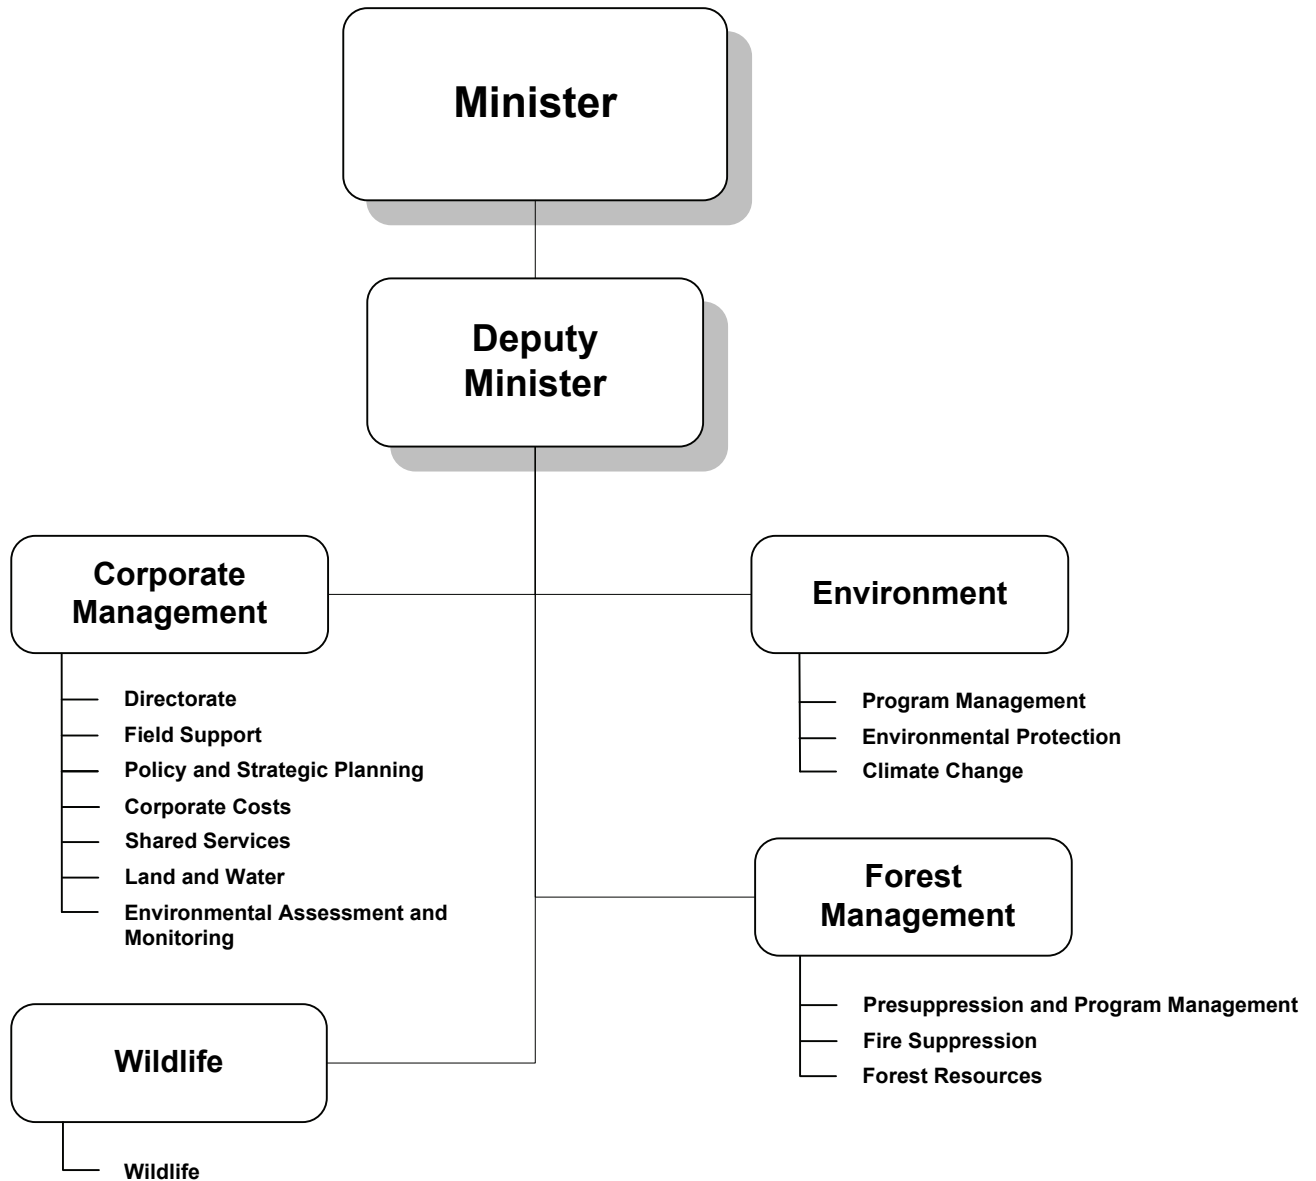 Minister
Deputy
Minister
Corporate
Management
Directorate
Field Support
Policy and Strategic Planning
Corporate Costs
Shared Services
Land and Water
Environmental Assessment and
Monitoring
Environment
Program Management
Environmental Protection
Climate Change
Forest
Management
Presuppression and Program Management
Fire Suppression
Forest Resources
Wildlife
Wildlife